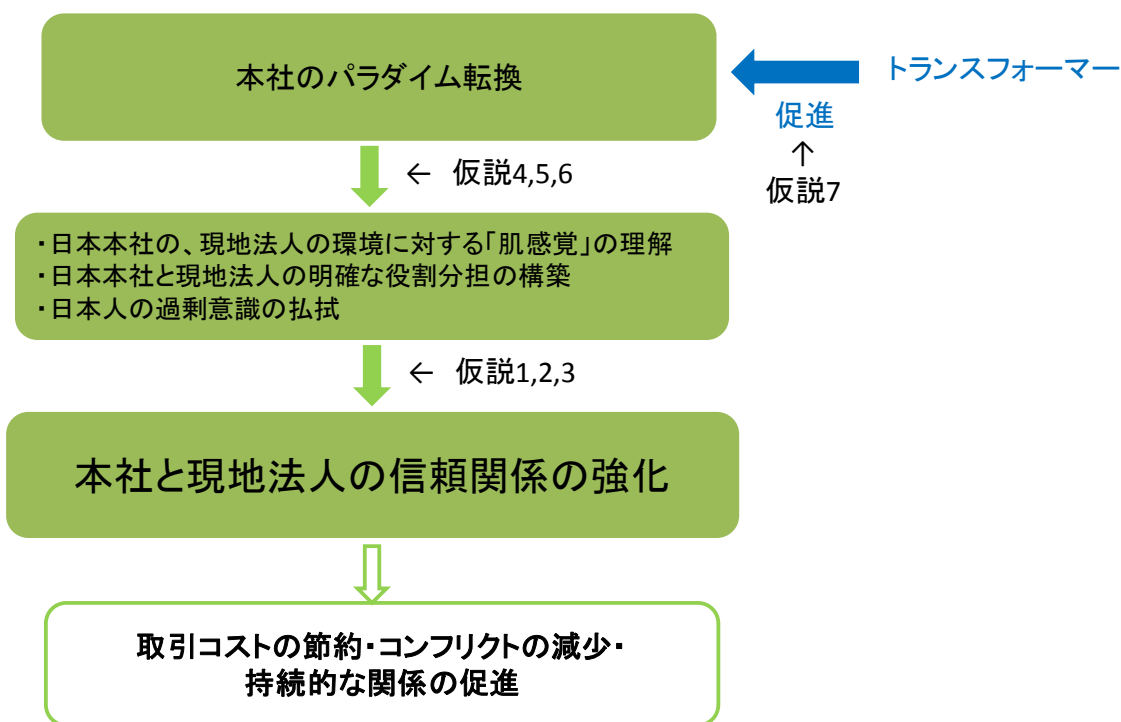 本社のパラダイム転換
トランスフォーマー
促進
↑
仮説7
← 仮説4,5,6
・日本本社の、現地法人の環境に対する「肌感覚」の理解
・日本本社と現地法人の明確な役割分担の構築
・日本人の過剰意識の払拭
← 仮説1,2,3
本社と現地法人の信頼関係の強化
取引コストの節約・コンフリクトの減少・
持続的な関係の促進